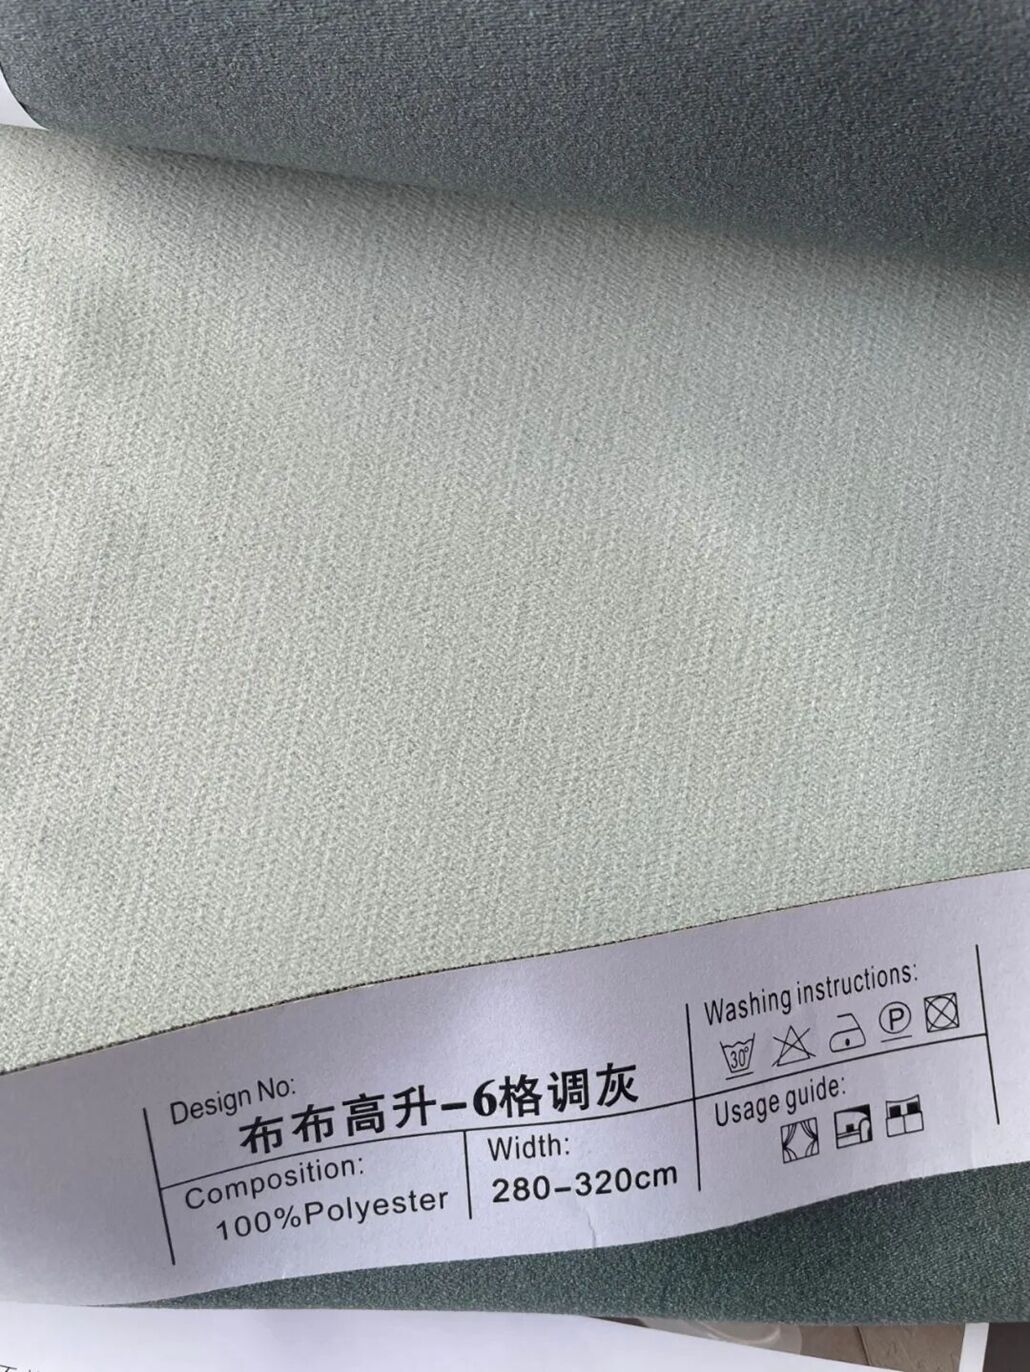 Design No:
布布高升-6格调灰
Composition:
100%Polyester
Width:
280-320cm
Washing instructions:
30°
P
Usage guide: